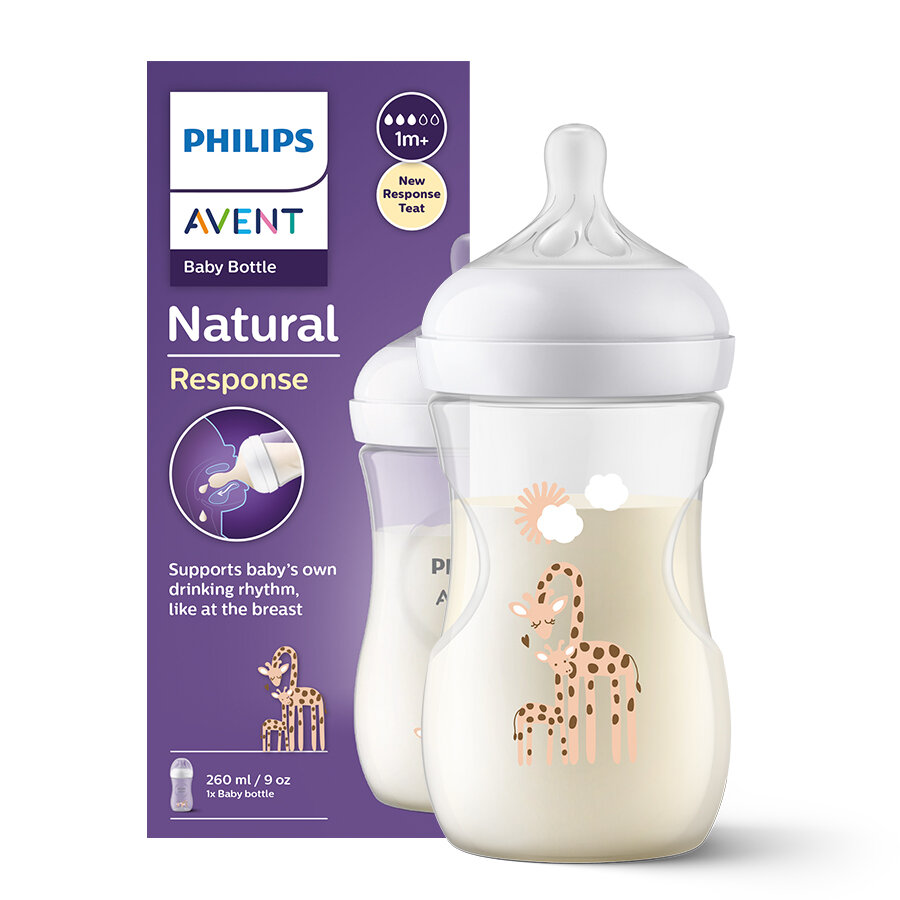 PHILIPS
AVENT
Baby Bottle
1m+
New
Response
Teat
Natural
Response
Supports baby's own
drinking rhythm,
like at the breast
260 ml / 9 oz
1x Baby bottle